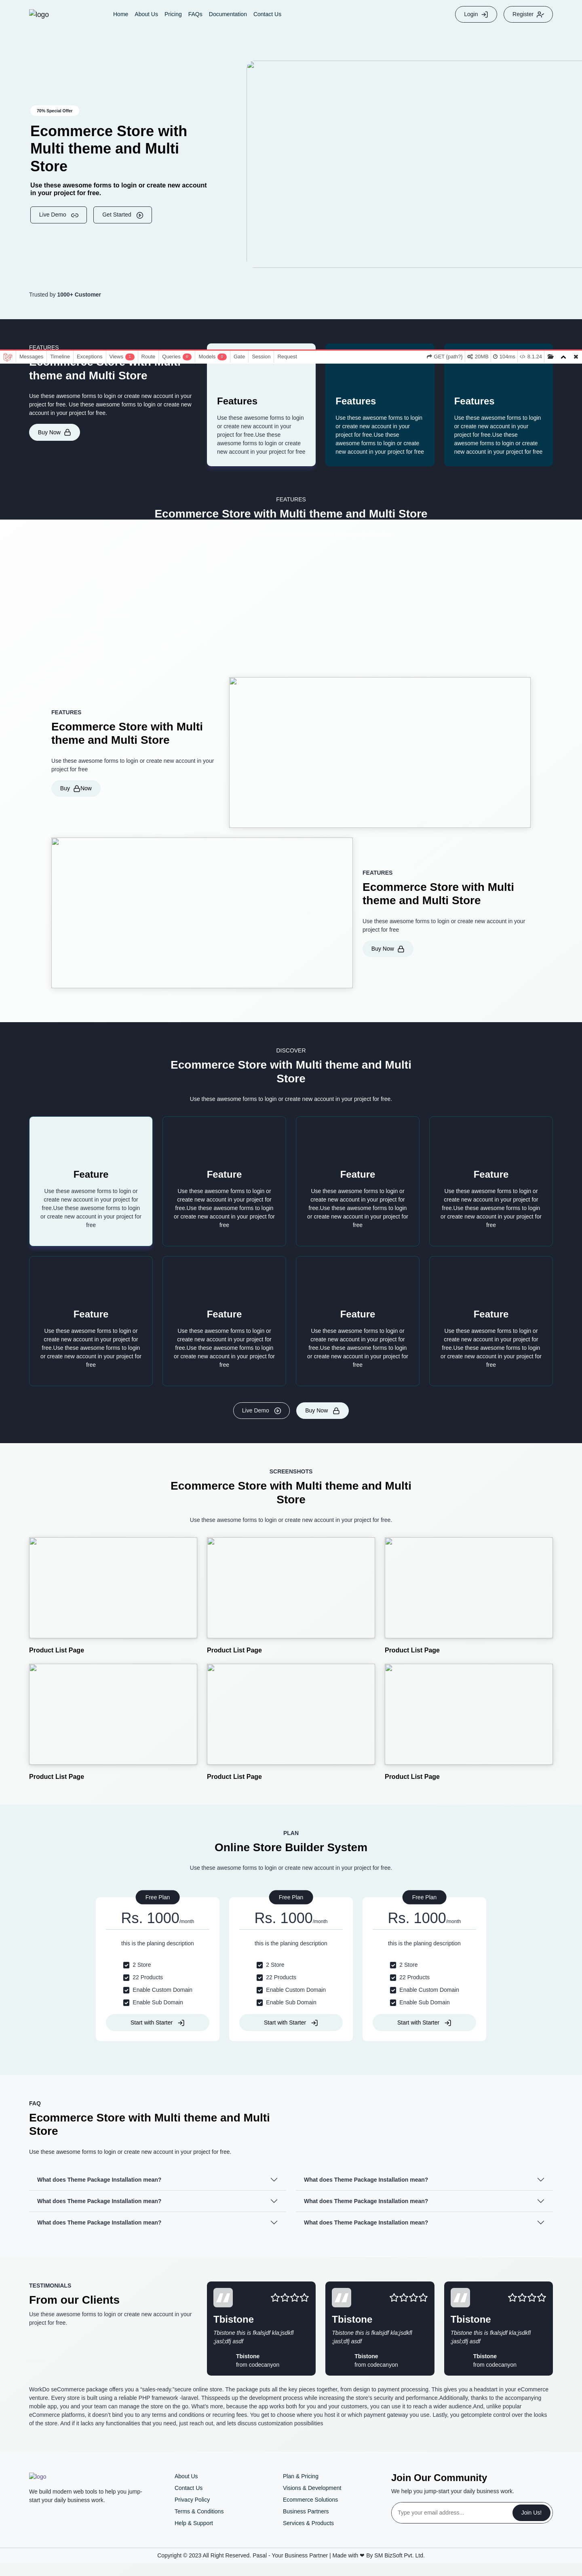 logo
Home About Us Pricing FAQs Documentation Contact Us
Login
Register
70% Special Offer
Ecommerce Store with
Multi theme and Multi
Store
Use these awesome forms to login or create new account
in your project for free.
Live Demo
Get Started
Trusted by 1000+ Customer
FEATURES
Messages Timeline Exceptions Views Route Queries Models Gate Session Request
GET {path?} 20MB 104ms 8.1.24
Ecommerce Store with Multi
theme and Multi Store
Use these awesome forms to login or create new account in your
project for free. Use these awesome forms to login or create new
account in your project for free.
Buy Now
Features
Use these awesome forms to login
or create new account in your
project for free.Use these
awesome forms to login or create
new account in your project for free
Features
Use these awesome forms to login
or create new account in your
project for free.Use these
awesome forms to login or create
new account in your project for free
Features
Use these awesome forms to login
or create new account in your
project for free.Use these
awesome forms to login or create
new account in your project for free
FEATURES
Ecommerce Store with Multi theme and Multi Store
FEATURES
Ecommerce Store with Multi
theme and Multi Store
Use these awesome forms to login or create new account in your
project for free
Buy Now
FEATURES
Ecommerce Store with Multi
theme and Multi Store
Use these awesome forms to login or create new account in your
project for free
Buy Now
DISCOVER
Ecommerce Store with Multi theme and Multi
Store
Use these awesome forms to login or create new account in your project for free.
Feature
Use these awesome forms to login or
create new account in your project for
free.Use these awesome forms to login
or create new account in your project for
free
Feature
Use these awesome forms to login or
create new account in your project for
free.Use these awesome forms to login
or create new account in your project for
free
Feature
Use these awesome forms to login or
create new account in your project for
free.Use these awesome forms to login
or create new account in your project for
free
Feature
Use these awesome forms to login or
create new account in your project for
free.Use these awesome forms to login
or create new account in your project for
free
Feature
Use these awesome forms to login or
create new account in your project for
free.Use these awesome forms to login
or create new account in your project for
free
Feature
Use these awesome forms to login or
create new account in your project for
free.Use these awesome forms to login
or create new account in your project for
free
Feature
Use these awesome forms to login or
create new account in your project for
free.Use these awesome forms to login
or create new account in your project for
free
Feature
Use these awesome forms to login or
create new account in your project for
free.Use these awesome forms to login
or create new account in your project for
free
Live Demo
Buy Now
SCREENSHOTS
Ecommerce Store with Multi theme and Multi
Store
Use these awesome forms to login or create new account in your project for free.
Product List Page
Product List Page
Product List Page
Product List Page
Product List Page
Product List Page
PLAN
Online Store Builder System
Use these awesome forms to login or create new account in your project for free.
Free Plan
Rs. 1000/month
this is the planing description
2 Store
22 Products
Enable Custom Domain
Enable Sub Domain
Start with Starter
Free Plan
Rs. 1000/month
this is the planing description
2 Store
22 Products
Enable Custom Domain
Enable Sub Domain
Start with Starter
Free Plan
Rs. 1000/month
this is the planing description
2 Store
22 Products
Enable Custom Domain
Enable Sub Domain
Start with Starter
FAQ
Ecommerce Store with Multi theme and Multi
Store
Use these awesome forms to login or create new account in your project for free.
What does Theme Package Installation mean?
What does Theme Package Installation mean?
What does Theme Package Installation mean?
What does Theme Package Installation mean?
What does Theme Package Installation mean?
What does Theme Package Installation mean?
TESTIMONIALS
From our Clients
Use these awesome forms to login or create new account in your
project for free.
Tbistone
Tbistone this is fkalsjdf kla;jsdkfl
;jasl;dfj asdf
Tbistone
from codecanyon
Tbistone
Tbistone this is fkalsjdf kla;jsdkfl
;jasl;dfj asdf
Tbistone
from codecanyon
Tbistone
Tbistone this is fkalsjdf kla;jsdkfl
;jasl;dfj asdf
Tbistone
from codecanyon
WorkDo seCommerce package offers you a "sales-ready."secure online store. The package puts all the key pieces together, from design to payment processing. This gives you a headstart in your eCommerce
venture. Every store is built using a reliable PHP framework -laravel. Thisspeeds up the development process while increasing the store's security and performance.Additionally, thanks to the accompanying
mobile app, you and your team can manage the store on the go. What's more, because the app works both for you and your customers, you can use it to reach a wider audience.And, unlike popular
eCommerce platforms, it doesn't bind you to any terms and conditions or recurring fees. You get to choose where you host it or which payment gateway you use. Lastly, you getcomplete control over the looks
of the store. And if it lacks any functionalities that you need, just reach out, and lets discuss customization possibilities
logo
We build modern web tools to help you jump-
start your daily business work.
About Us
Contact Us
Privacy Policy
Terms & Conditions
Help & Support
Plan & Pricing
Visions & Development
Ecommerce Solutions
Business Partners
Services & Products
Join Our Community
We help you jump-start your daily business work.
Type your email address...
Join Us!
Copyright © 2023 All Right Reserved. Pasal - Your Business Partner | Made with ❤ By SM BizSoft Pvt. Ltd.